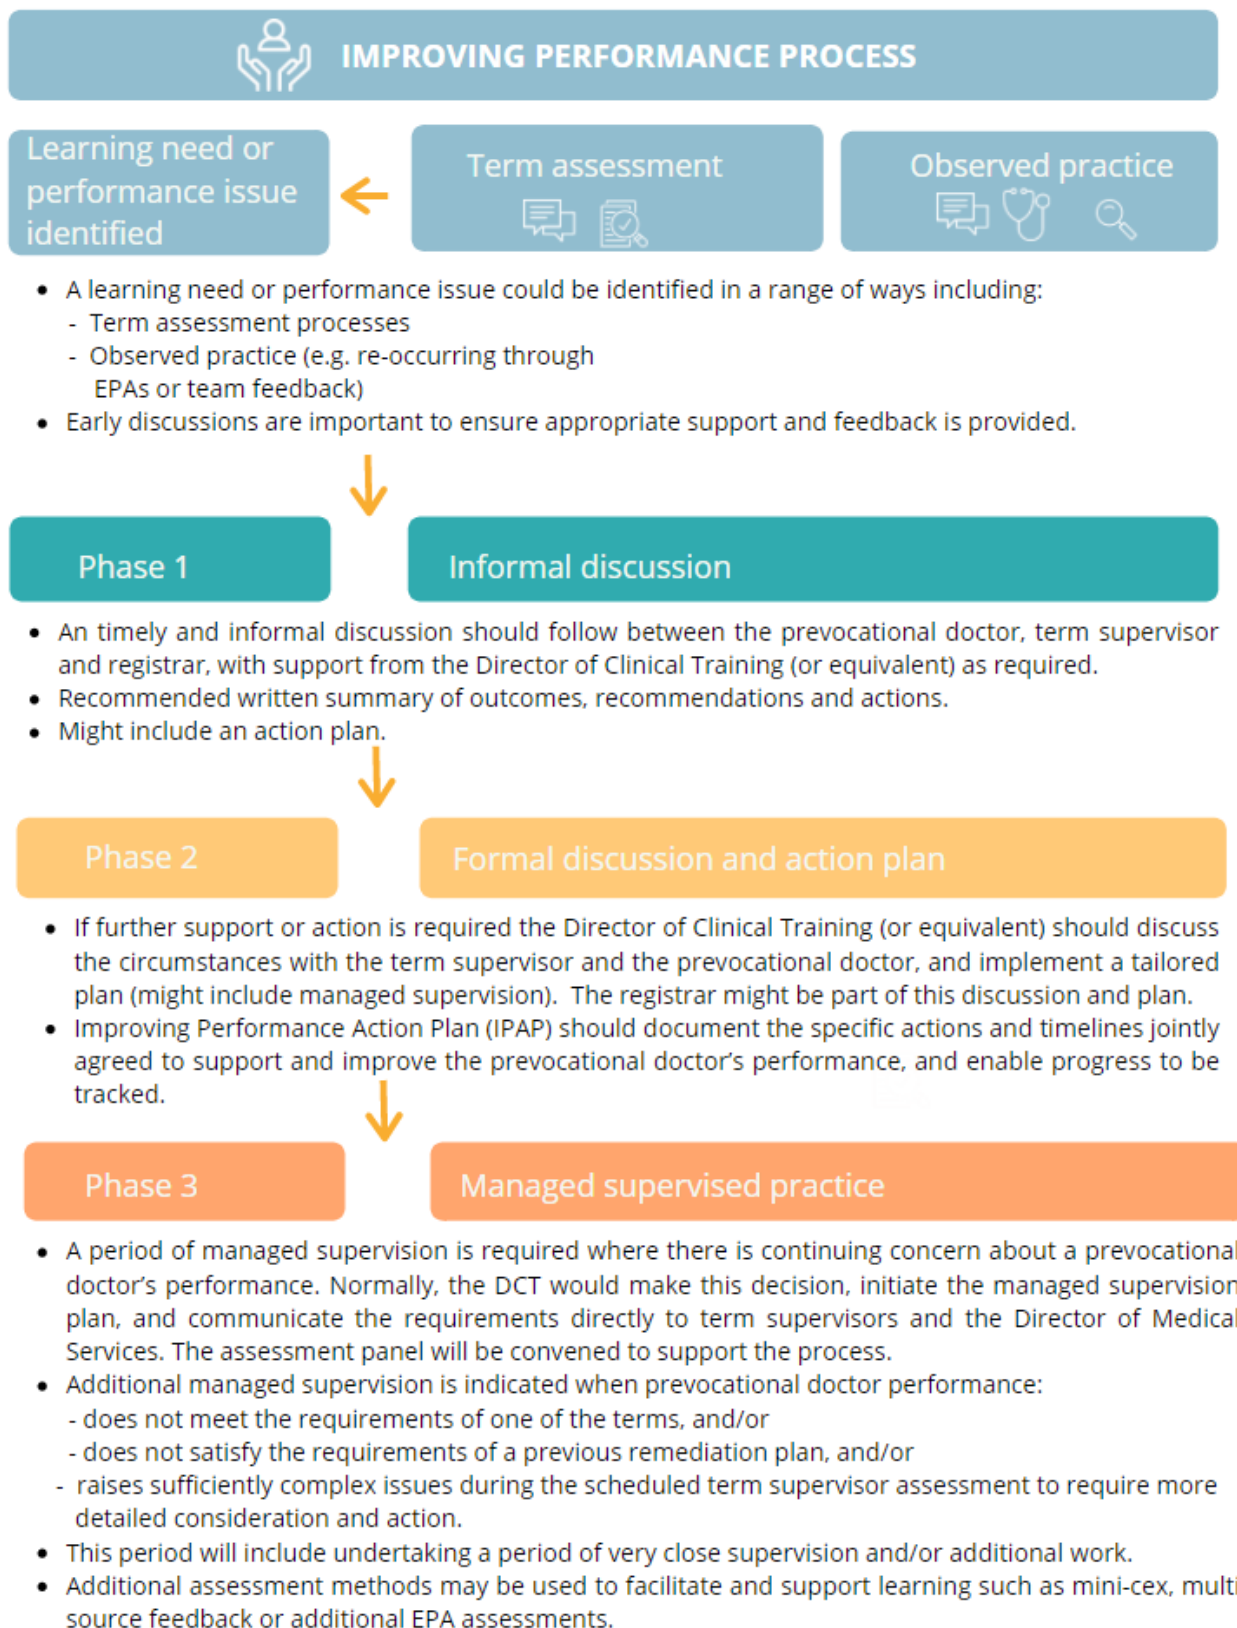 IMPROVING PERFORMANCE PROCESS
Learning need or
performance issue
identified
Term assessment
Observed practice
• A learning need or performance issue could be identified in a range of ways including:
- Term assessment processes
- Observed practice (e.g. re-occurring through
EPAs or team feedback)
• Early discussions are important to ensure appropriate support and feedback is provided.
Phase 1
Informal discussion
• An timely and informal discussion should follow between the prevocational doctor, term supervisor
and registrar, with support from the Director of Clinical Training (or equivalent) as required.
• Recommended written summary of outcomes, recommendations and actions.
• Might include an action plan.
Phase 2
Formal discussion and action plan
• If further support or action is required the Director of Clinical Training (or equivalent) should discuss
the circumstances with the term supervisor and the prevocational doctor, and implement a tailored
plan (might include managed supervision). The registrar might be part of this discussion and plan.
• Improving Performance Action Plan (IPAP) should document the specific actions and timelines jointly
agreed to support and improve the prevocational doctor's performance, and enable progress to be
tracked.
Phase 3
Managed supervised practice
• A period of managed supervision is required where there is continuing concern about a prevocational
doctor's performance. Normally, the DCT would make this decision, initiate the managed supervision
plan, and communicate the requirements directly to term supervisors and the Director of Medical
Services. The assessment panel will be convened to support the process.
• Additional managed supervision is indicated when prevocational doctor performance:
- does not meet the requirements of one of the terms, and/or
- does not satisfy the requirements of a previous remediation plan, and/or
- raises sufficiently complex issues during the scheduled term supervisor assessment to require more
detailed consideration and action.
• This period will include undertaking a period of very close supervision and/or additional work.
• Additional assessment methods may be used to facilitate and support learning such as mini-cex, multi
source feedback or additional EPA assessments.